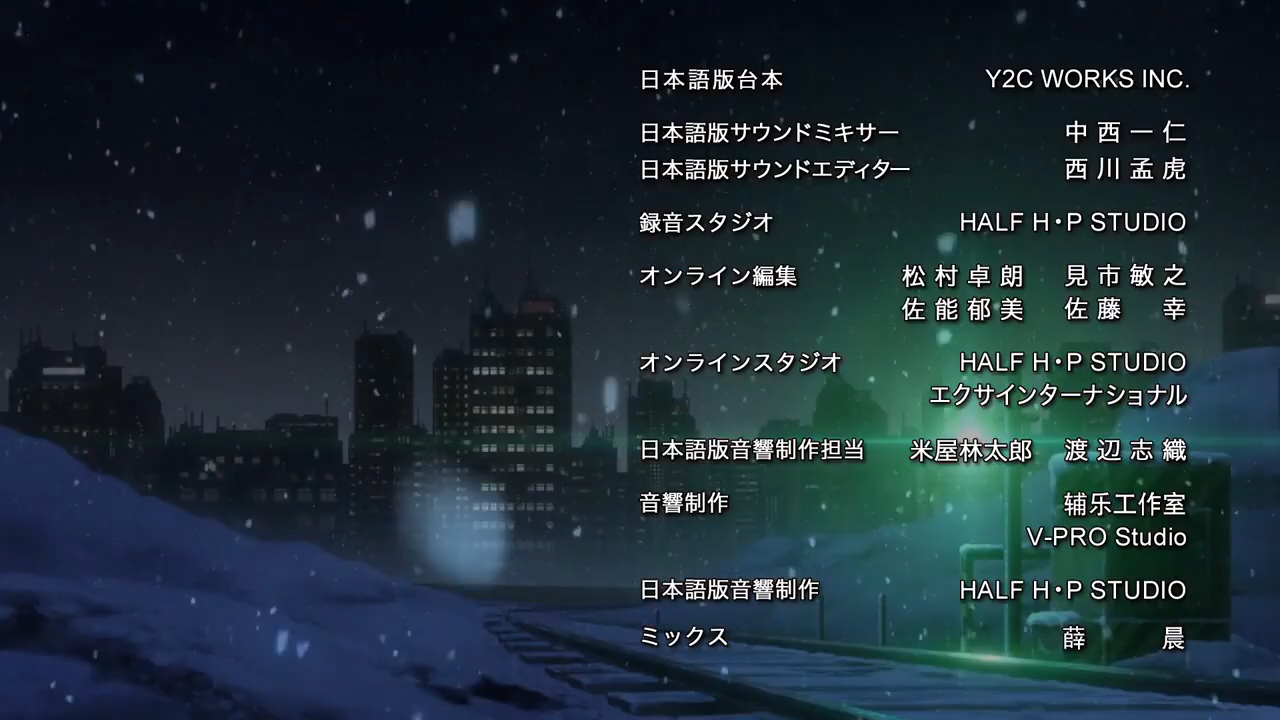 日本語版台本 Y2C WORKS INC.
日本語版サウンドミキサー 中西一仁
日本語版サウンドエディター 西川孟虎
録音スタジオ HALF H・P STUDIO
オンライン編集 松村卓朗 見市敏之
佐能郁美 佐藤 幸
オンラインスタジオ HALF H・P STUDIO
エクサインターナショナル
日本語版音響制作担当 米屋林太郎 渡辺志織
音響制作 辅乐工作室
V-PRO Studio
日本語版音響制作 HALF H・P STUDIO
ミックス 薛 晨